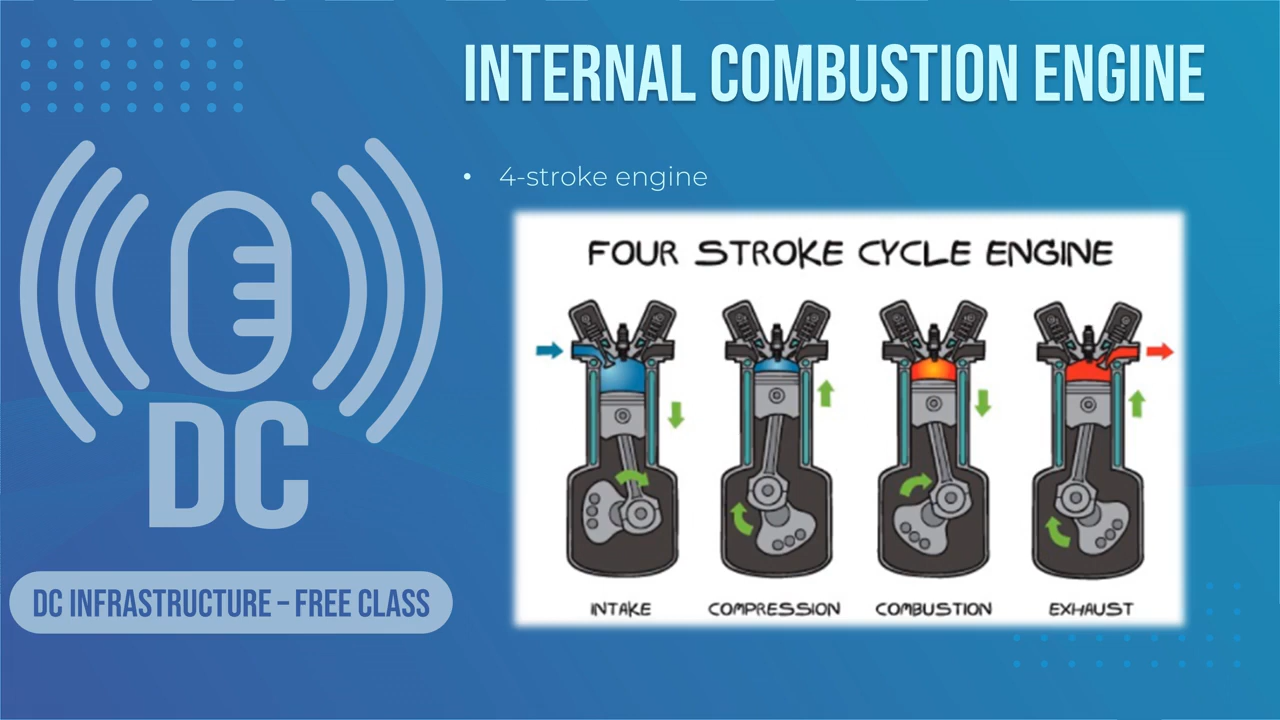 INTERNAL COMBUSTION ENGINE
• 4-stroke engine
FOUR STROKE CYCLE ENGINE
INTAKE COMPRESSION COMBUSTION EXHAUST
DC
DC INFRASTRUCTURE – FREE CLASS